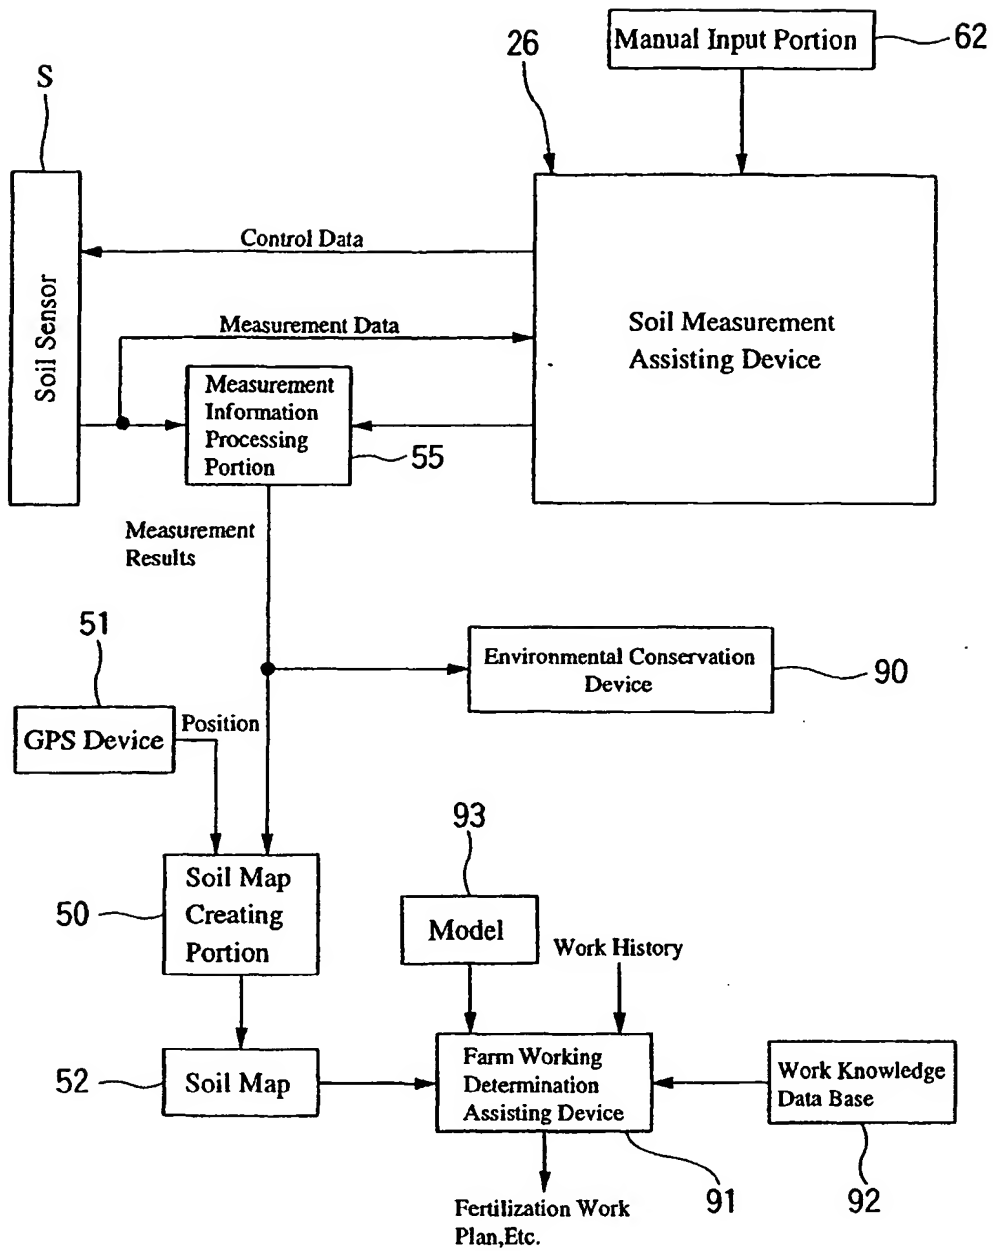 Manual Input Portion
62
26
S
Control Data
Soil Sensor
Measurement Data
Soil Measurement
Assisting Device
Measurement
Information
Processing
Portion
55
Measurement
Results
51
Environmental Conservation
Device
90
GPS Device
Position
93
50
Soil Map
Creating
Portion
Model
Work History
52
Soil Map
Farm Working
Determination
Assisting Device
Work Knowledge
Data Base
91
92
Fertilization Work
Plan,Etc.